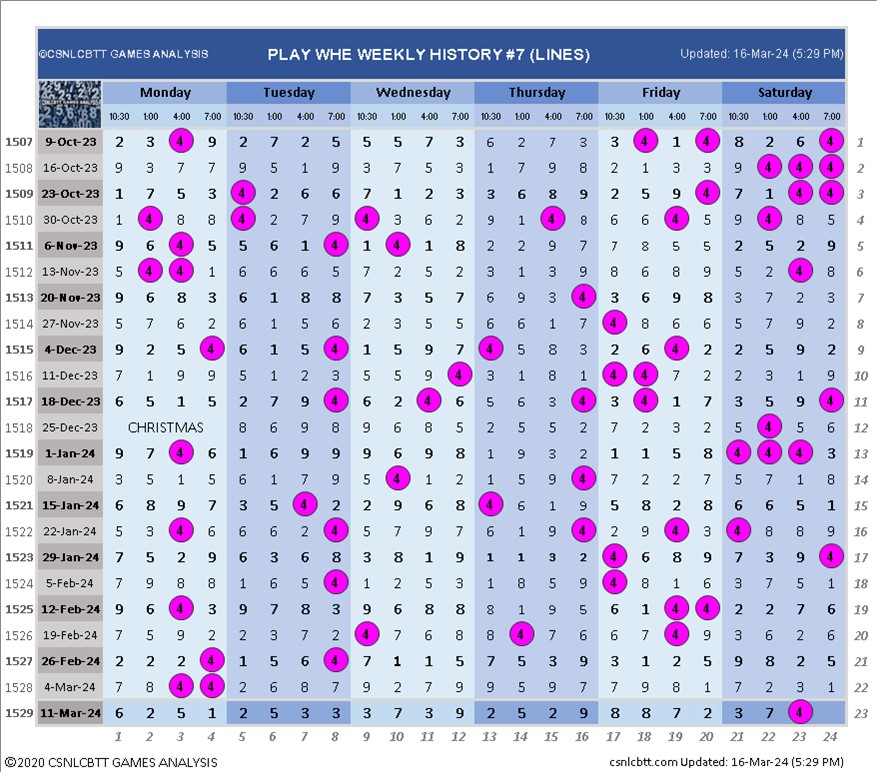 ©CSNLCBTT GAMES ANALYSIS PLAY WHE WEEKLY HISTORY #7 (LINES) Updated: 16-Mar-24 (5:29 PM)
Monday Tuesday Wednesday Thursday Friday Saturday
10:30 1:00 4:00 7:00 10:30 1:00 4:00 7:00 10:30 1:00 4:00 7:00 10:30 1:00 4:00 7:00 10:30 1:00 4:00 7:00 10:30 1:00 4:00 7:00
1507 9-Oct-23 2 3 4 9 2 7 2 5 5 5 7 3 6 2 7 3 3 4 1 4 8 2 6 4 1
1508 16-Oct-23 9 3 7 7 9 5 1 9 3 7 5 3 1 7 9 8 2 1 3 3 9 4 4 4 2
1509 23-Oct-23 1 7 5 3 4 2 6 6 7 1 2 3 3 6 8 9 2 5 9 4 7 1 4 4 3
1510 30-Oct-23 1 4 8 8 4 2 7 9 4 3 6 2 9 1 4 8 6 6 4 5 9 4 8 5 4
1511 6-Nov-23 9 6 4 5 5 6 1 4 1 4 1 8 2 2 9 7 7 8 5 5 2 5 2 9 5
1512 13-Nov-23 5 4 4 1 6 6 6 5 7 2 5 2 3 1 3 9 8 6 8 9 5 2 4 8 6
1513 20-Nov-23 9 6 8 3 6 1 8 8 7 3 5 7 6 9 3 4 3 6 9 8 3 7 2 3 7
1514 27-Nov-23 5 7 6 2 6 1 5 6 2 3 5 5 6 6 1 7 4 8 6 6 5 7 9 2 8
1515 4-Dec-23 9 2 5 4 6 1 5 4 1 5 9 7 4 5 8 3 2 6 4 2 2 5 9 2 9
1516 11-Dec-23 7 1 9 9 5 1 2 3 5 5 9 4 3 1 8 1 4 4 7 2 2 3 1 9 10
1517 18-Dec-23 6 5 1 5 2 7 9 4 6 2 4 6 5 6 3 4 3 4 1 7 3 5 9 4 11
1518 25-Dec-23 CHRISTMAS 8 6 9 8 9 6 8 5 2 5 5 2 7 2 3 2 2 4 5 6 12
1519 1-Jan-24 9 7 4 6 1 6 9 9 9 6 9 8 1 9 3 2 1 1 5 8 4 4 4 3 13
1520 8-Jan-24 3 5 1 5 6 1 7 9 5 4 1 2 1 5 9 4 2 2 8 2 5 7 1 8 14
1521 15-Jan-24 6 8 9 7 3 5 4 2 2 9 6 8 4 6 1 9 5 8 2 8 6 6 5 1 15
1522 22-Jan-24 5 3 4 6 6 6 2 4 5 7 9 7 6 1 9 4 2 9 4 3 4 8 8 9 16
1523 29-Jan-24 7 5 2 9 6 3 6 8 3 8 1 9 1 1 3 2 4 6 8 9 7 3 9 4 17
1524 5-Feb-24 7 9 8 8 1 6 5 4 1 2 5 3 1 8 5 9 4 8 1 6 3 7 5 1 18
1525 12-Feb-24 9 6 4 3 9 7 8 3 9 6 8 8 8 1 9 5 6 1 4 4 2 2 7 6 19
1526 19-Feb-24 7 5 9 2 2 3 7 2 4 7 6 8 8 4 7 6 6 7 4 9 3 6 2 6 20
1527 26-Feb-24 2 2 2 4 1 5 6 4 7 1 1 5 7 5 3 9 3 1 2 5 9 8 2 5 21
1528 4-Mar-24 7 8 4 4 2 6 8 7 9 2 7 9 9 5 9 7 7 9 8 1 7 2 3 1 22
1529 11-Mar-24 6 2 5 1 2 5 3 3 3 7 3 9 2 5 2 9 8 8 7 2 3 7 4 23
1 2 3 4 5 6 7 8 9 10 11 12 13 14 15 16 17 18 19 20 21 22 23 24
©2020 CSNLCBTT GAMES ANALYSIS csnlcbtt.com Updated: 16-Mar-24 (5:29 PM)